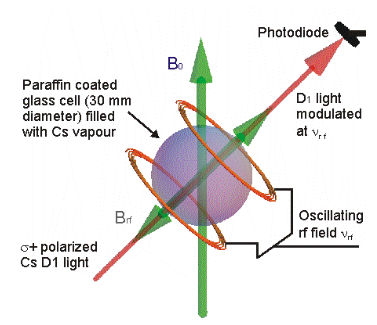 Photodiode
B0
Paraffin coated
glass cell (30 mm
diameter) filled
with Cs vapour
D1 light
modulated
at νrf
Brf
Oscillating
rf field νrf
σ+ polarized
Cs D1 light